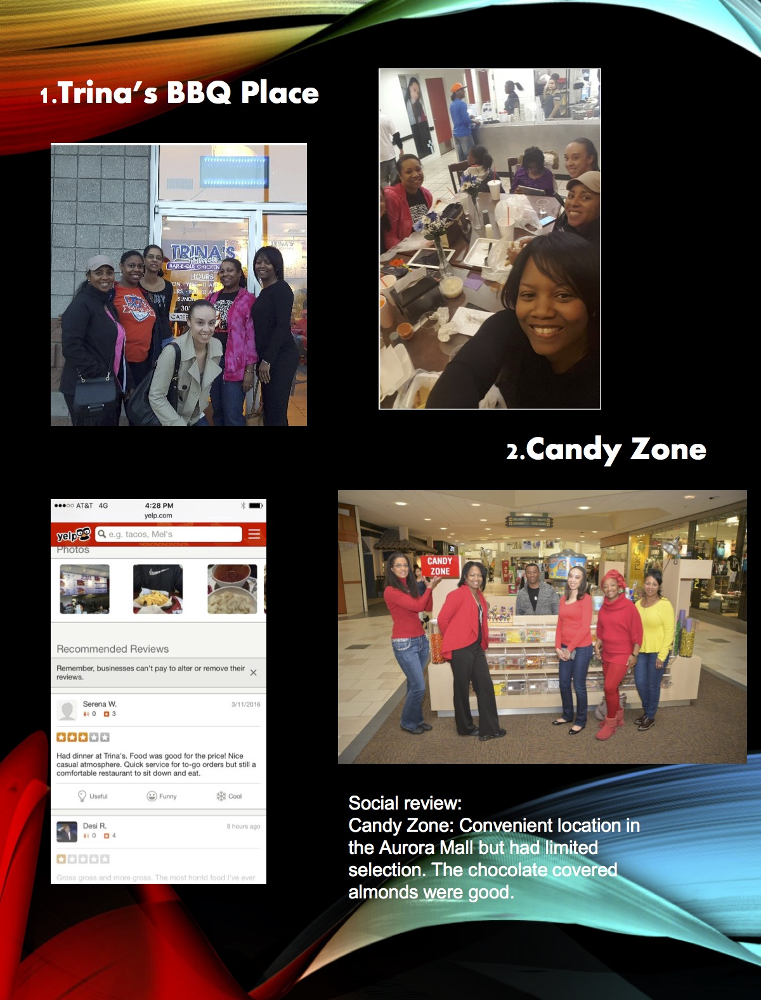 1.Trina's BBQ Place
TRINA'S
BAR-B-QUE CHICKEN
HOURS
SUNDA
CATER
TRINA'S
2.Candy Zone
AT&T 4G 4:28 PM
yelp.com
yelp e.g. tacos, Mel's
Photos
Recommended Reviews
Remember, businesses can't pay to alter or remove their
reviews.
Serena W. 3/11/2016
0 3
Had dinner at Trina's. Food was good for the price! Nice
casual atmosphere. Quick service for to-go orders but still a
comfortable restaurant to sit down and eat.
Useful Funny Cool
Desi R. 8 hours ago
0 4
Gross gross and more gross. The most horrid food I've ever
CANDY
ZONE
rue
Social review:
Candy Zone: Convenient location in
the Aurora Mall but had limited
selection. The chocolate covered
almonds were good.